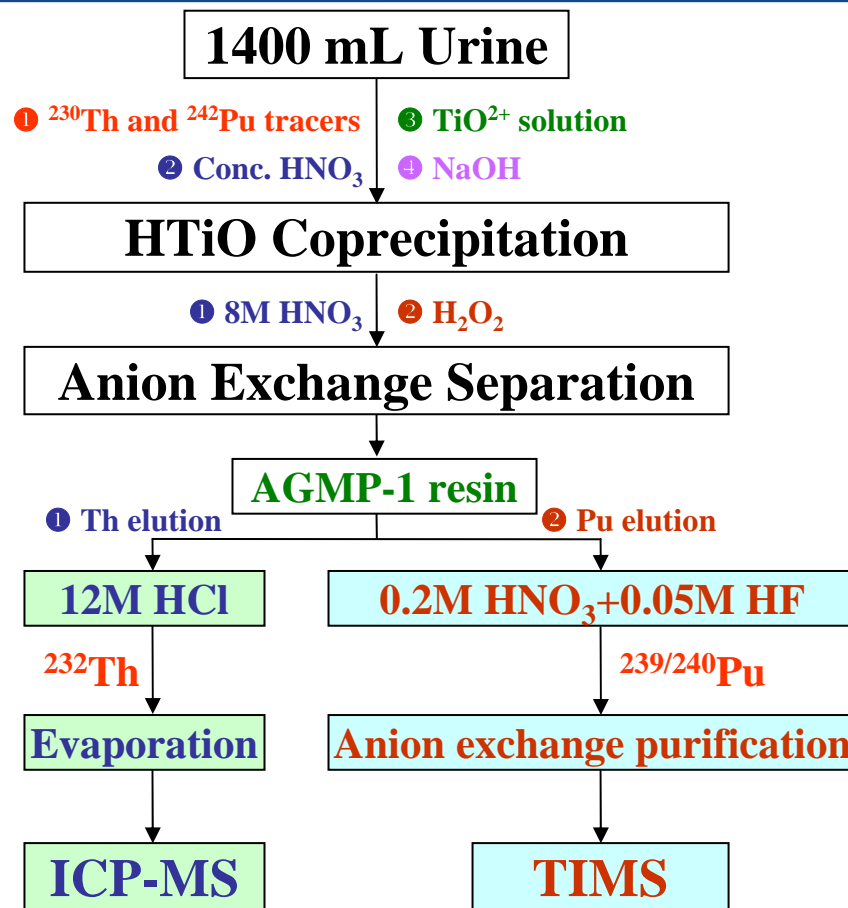 1400 mL Urine
❶ ²³⁰Th and ²⁴²Pu tracers
❸ TiO²⁺ solution
❷ Conc. HNO₃
❹ NaOH
HTiO Coprecipitation
❶ 8M HNO₃
❷ H₂O₂
Anion Exchange Separation
AGMP-1 resin
❶ Th elution
❷ Pu elution
12M HCl
0.2M HNO₃+0.05M HF
²³²Th
²³⁹/²⁴⁰Pu
Evaporation
Anion exchange purification
ICP-MS
TIMS